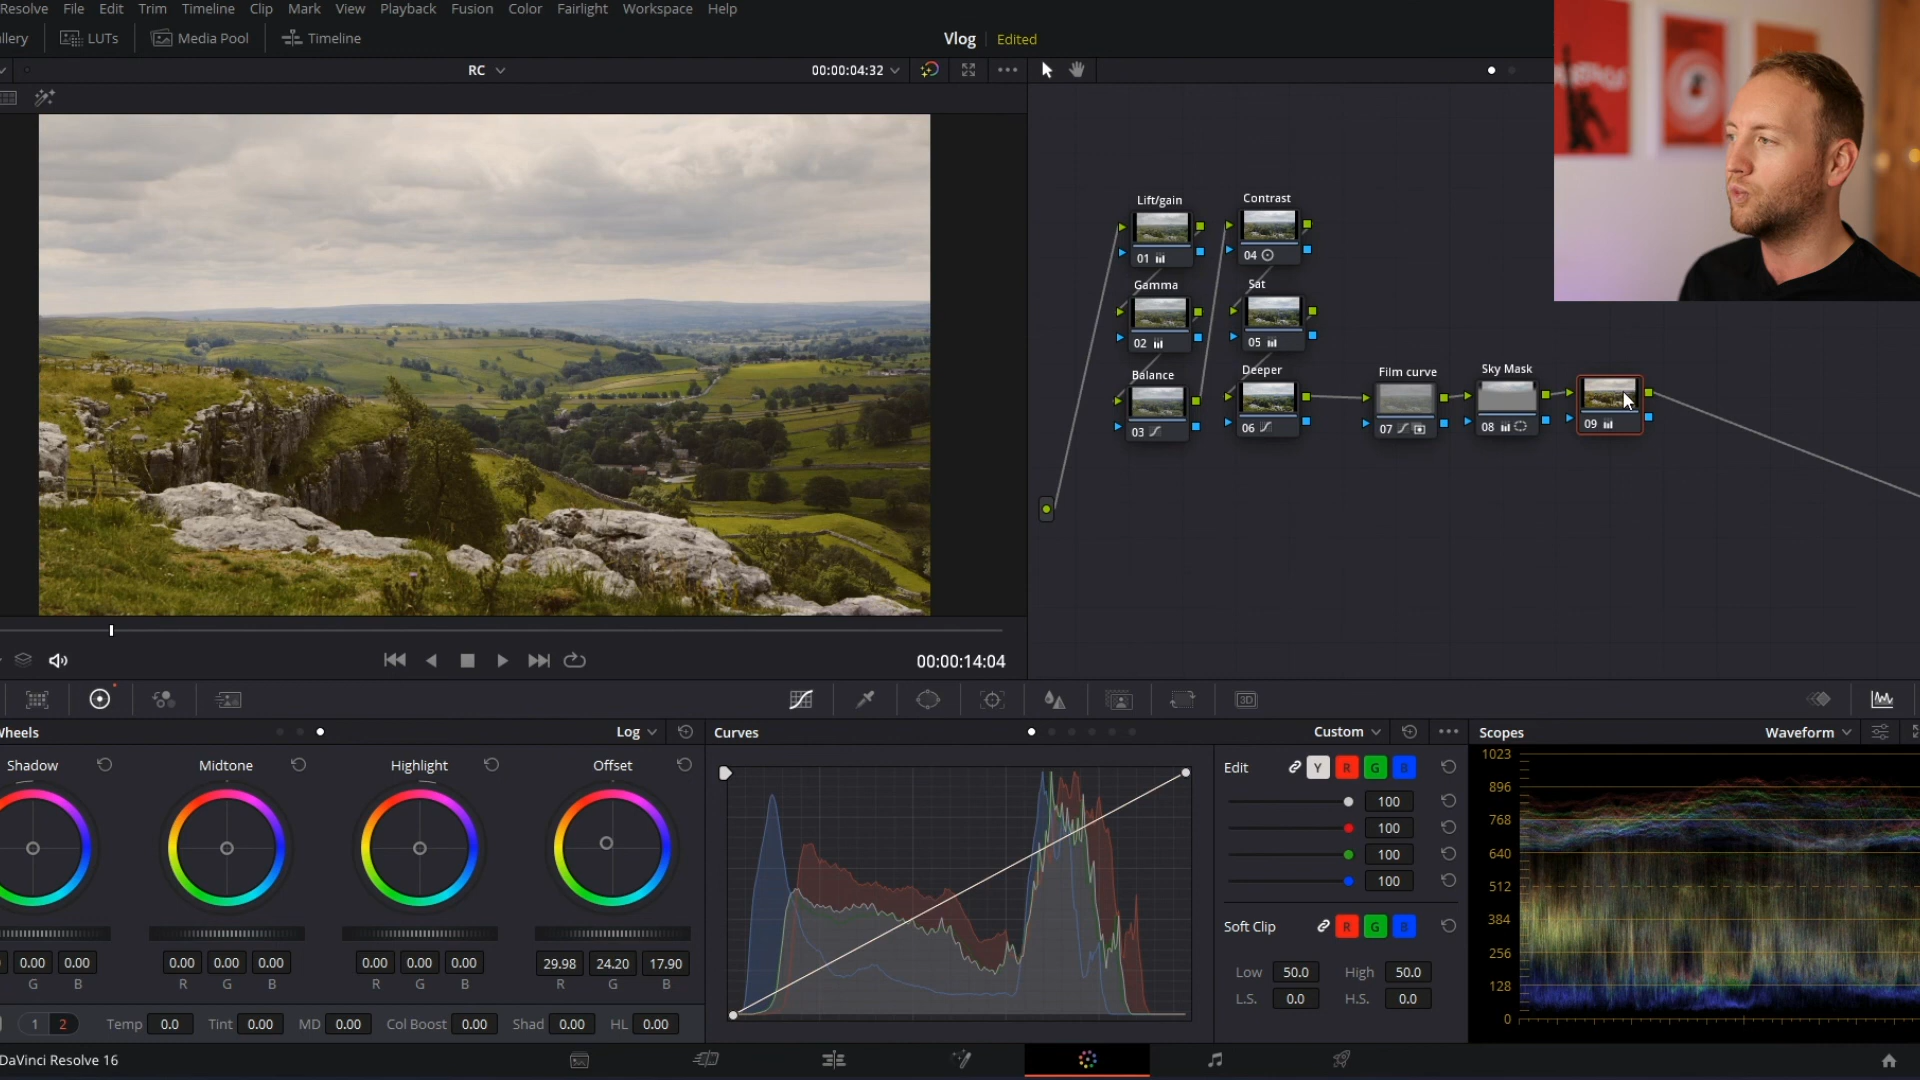 Resolve File Edit Trim Timeline Clip Mark View Playback Fusion Color Fairlight Workspace Help
llery LUTs Media Pool Timeline Vlog Edited
RC 00:00:04:32
Lift/gain Contrast
01 04
Gamma Sat
02 05
Balance Deeper Film curve Sky Mask
03 06 07 08 09
00:00:14:04
3D
Wheels Log Curves Custom Scopes Waveform
Shadow Midtone Highlight Offset
Edit Y R G B
100
100
100
100
Soft Clip R G B
Low 50.0 High 50.0
L.S. 0.0 H.S. 0.0
1023
896
768
640
512
384
256
128
0
0.00 0.00 0.00 0.00 0.00 0.00 0.00 0.00 29.98 24.20 17.90
G B R G B R G B R G B
1 2 Temp 0.0 Tint 0.00 MD 0.00 Col Boost 0.00 Shad 0.00 HL 0.00
DaVinci Resolve 16